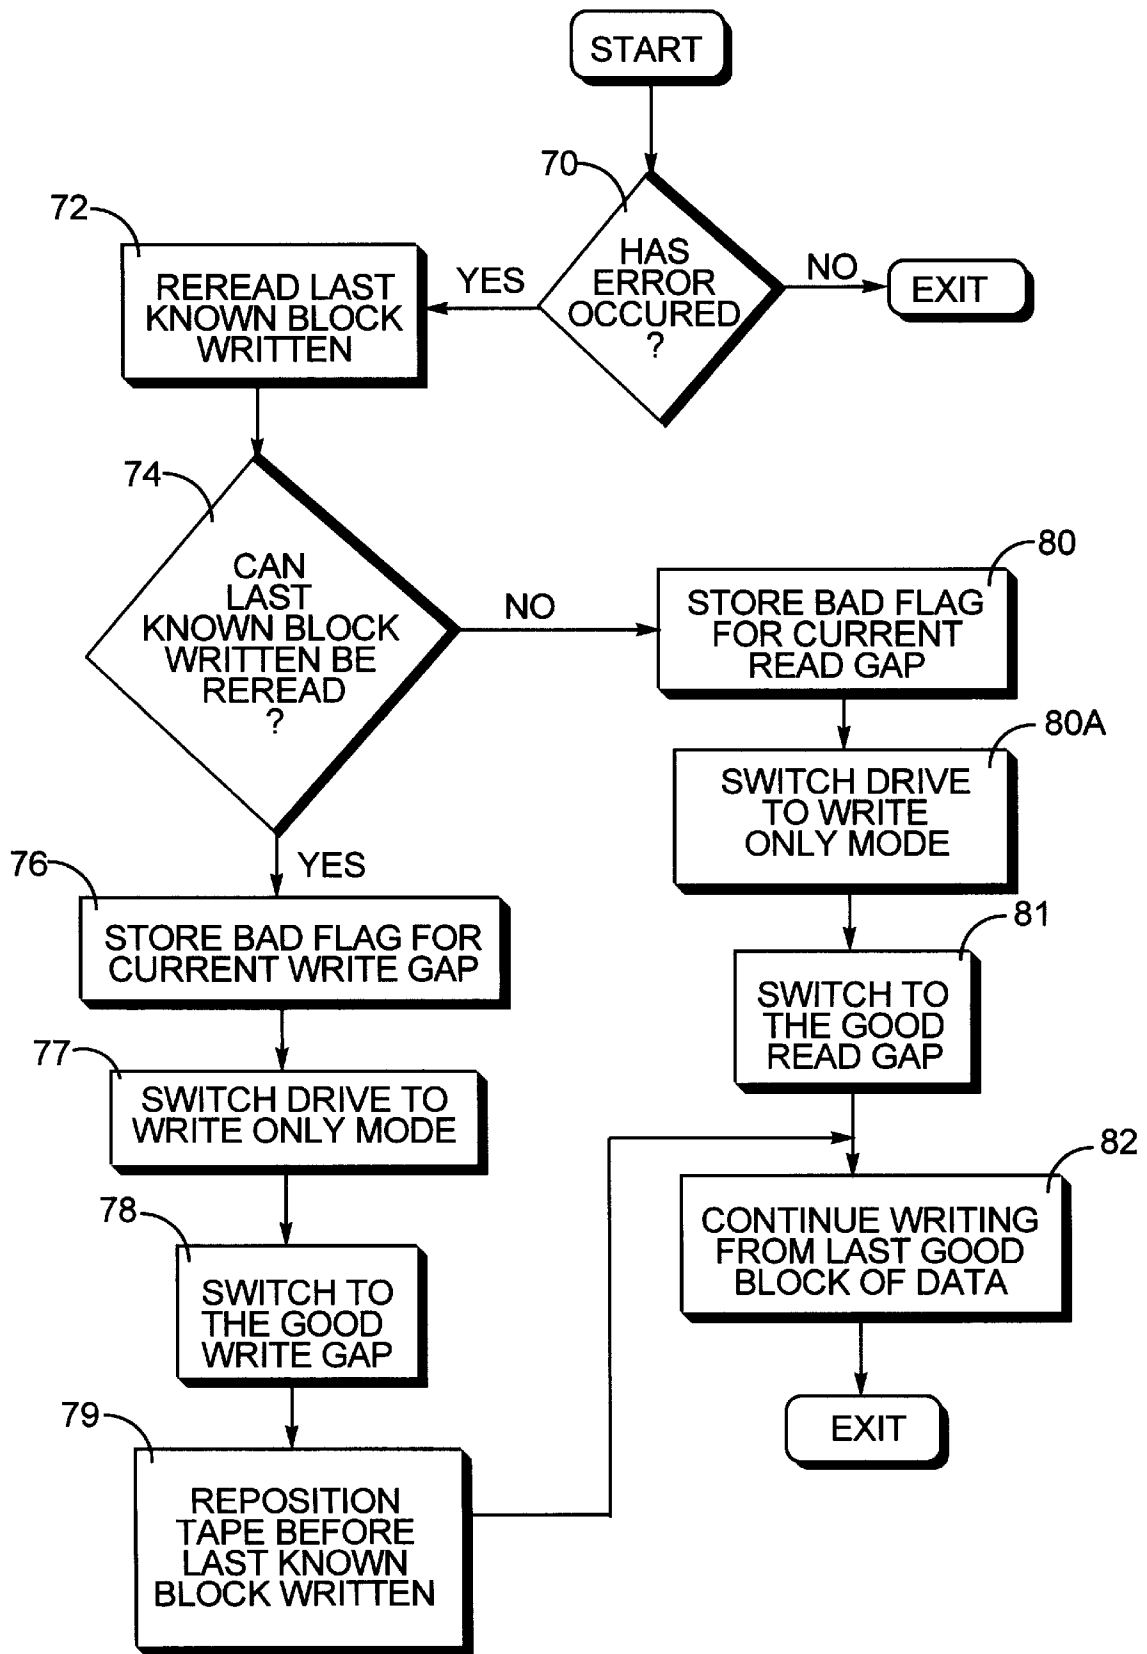 START
70
HAS
ERROR
OCCURED
?
NO
EXIT
YES
72
REREAD LAST
KNOWN BLOCK
WRITTEN
74
CAN
LAST
KNOWN BLOCK
WRITTEN BE
REREAD
?
NO
80
STORE BAD FLAG
FOR CURRENT
READ GAP
80A
SWITCH DRIVE
TO WRITE
ONLY MODE
81
SWITCH TO
THE GOOD
READ GAP
YES
76
STORE BAD FLAG FOR
CURRENT WRITE GAP
77
SWITCH DRIVE TO
WRITE ONLY MODE
78
SWITCH TO
THE GOOD
WRITE GAP
79
REPOSITION
TAPE BEFORE
LAST KNOWN
BLOCK WRITTEN
82
CONTINUE WRITING
FROM LAST GOOD
BLOCK OF DATA
EXIT